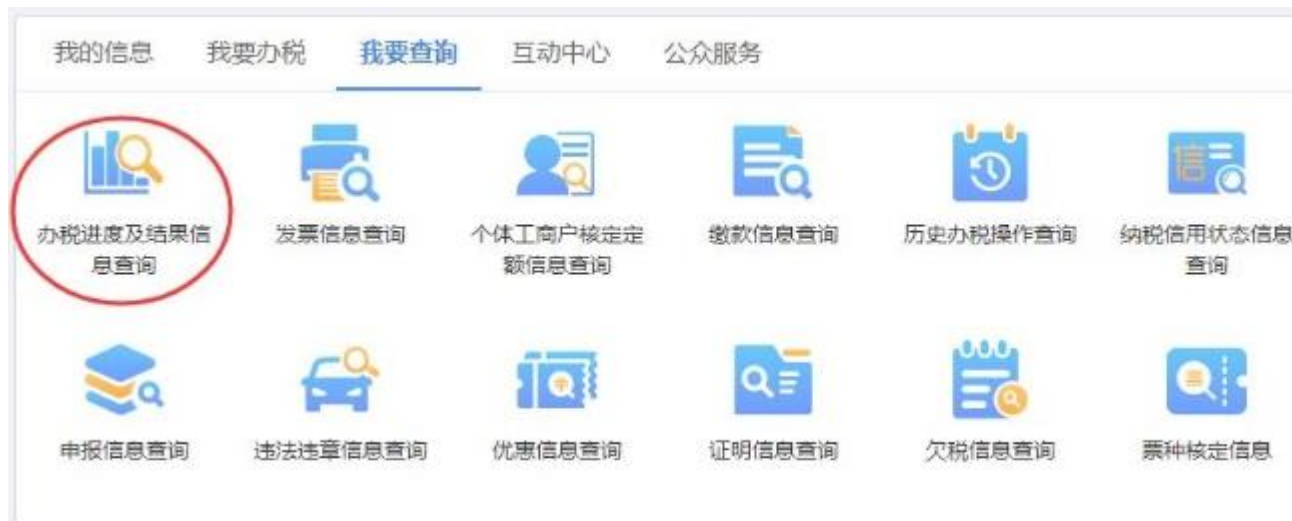 我的信息 我要办税 我要查询 互动中心 公众服务
信
办税进度及结果信息查询
发票信息查询
个体工商户核定定额信息查询
缴款信息查询
历史办税操作查询
纳税信用状态信息查询
申报信息查询
违法违章信息查询
优惠信息查询
证明信息查询
欠税信息查询
票种核定信息